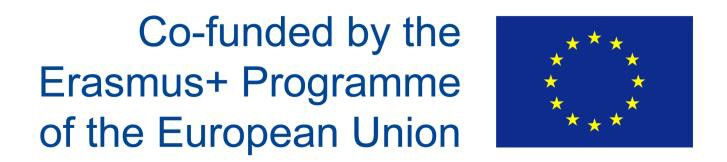 Co-funded by the
Erasmus+ Programme
of the European Union